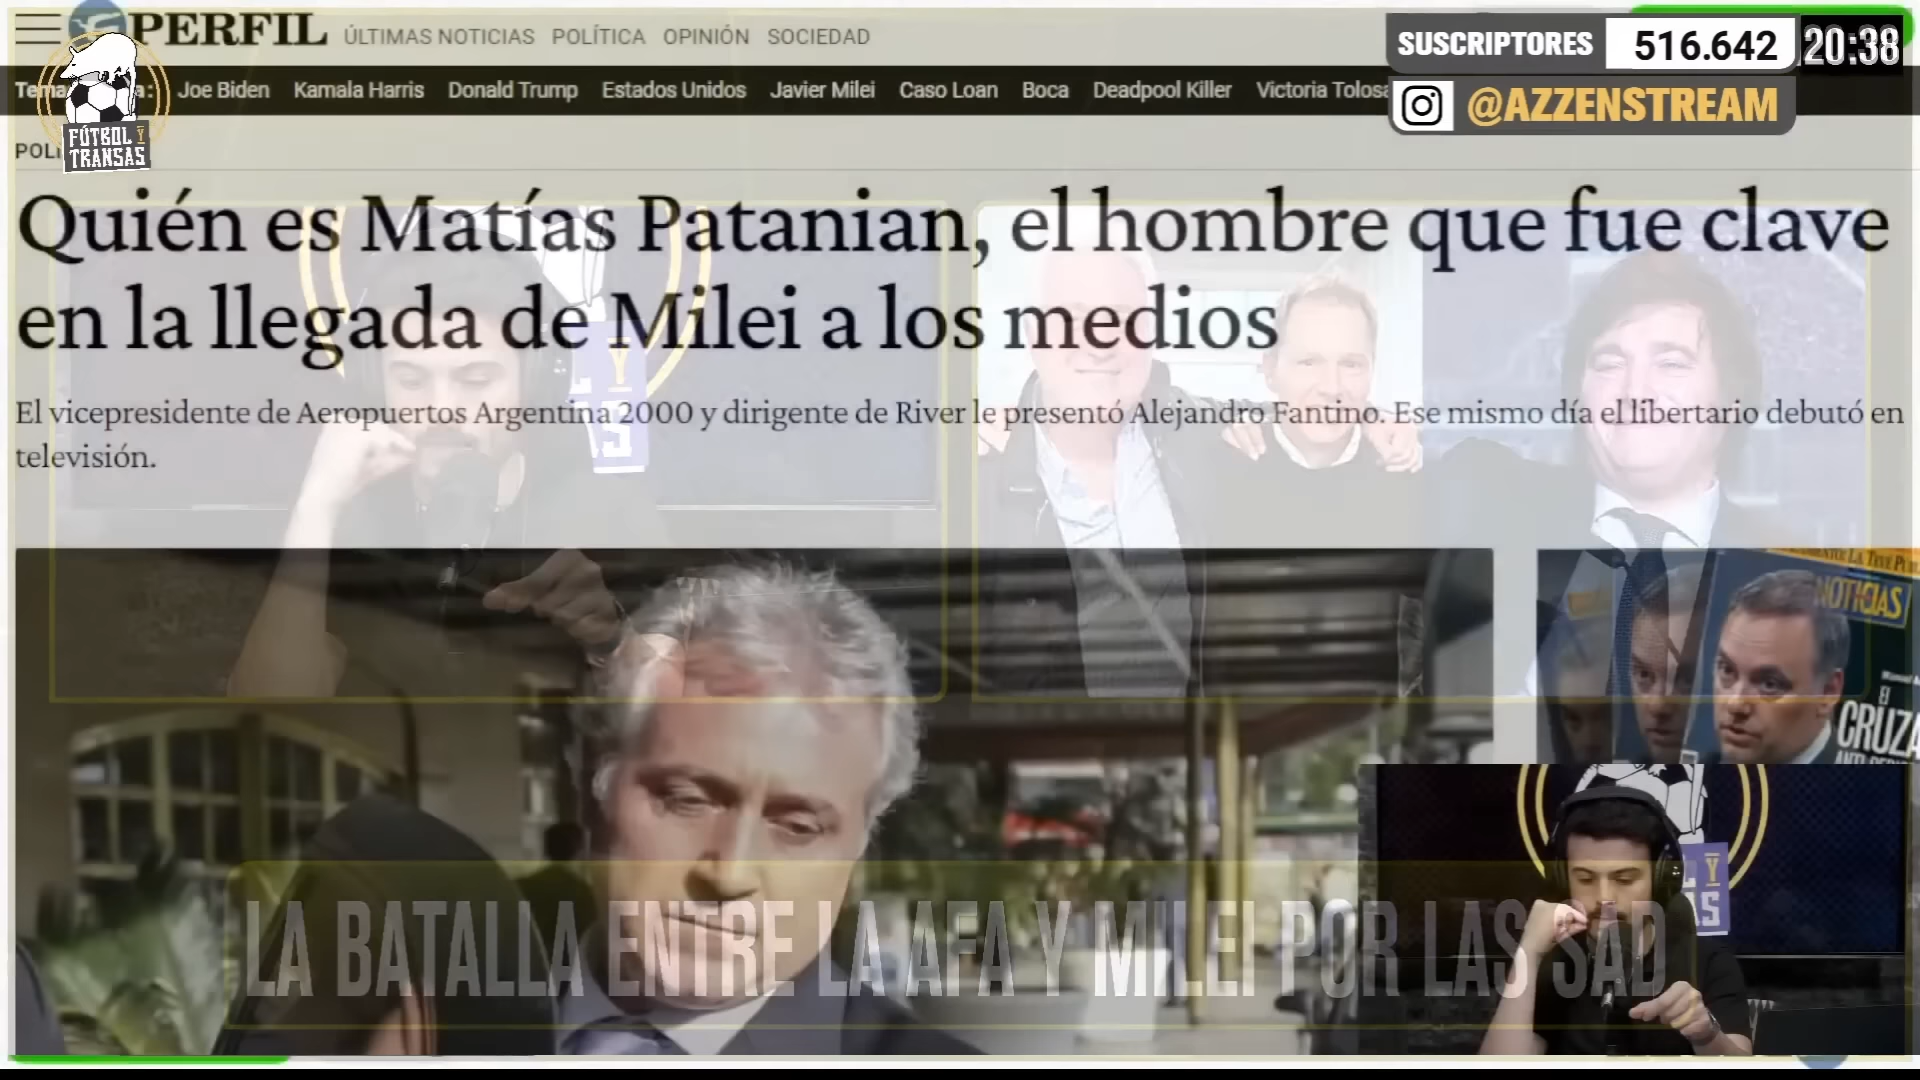 PERFIL
ÚLTIMAS NOTICIAS POLÍTICA OPINIÓN SOCIEDAD
SUSCRIPTORES 516.642 20:38
Joe Biden Kamala Harris Donald Trump Estados Unidos Javier Milei Caso Loan Boca Deadpool Killer Victoria Tolosa
@AZZENSTREAM
FÚTBOL Y
TRANSAS
Quién es Matías Patanian, el hombre que fue clave
en la llegada de Milei a los medios
El vicepresidente de Aeropuertos Argentina 2000 y dirigente de River le presentó Alejandro Fantino. Ese mismo día el libertario debutó en
televisión.
NOTICIAS
EL
LA BATALLA ENTRE LA AFA Y MILEI POR LAS SAD